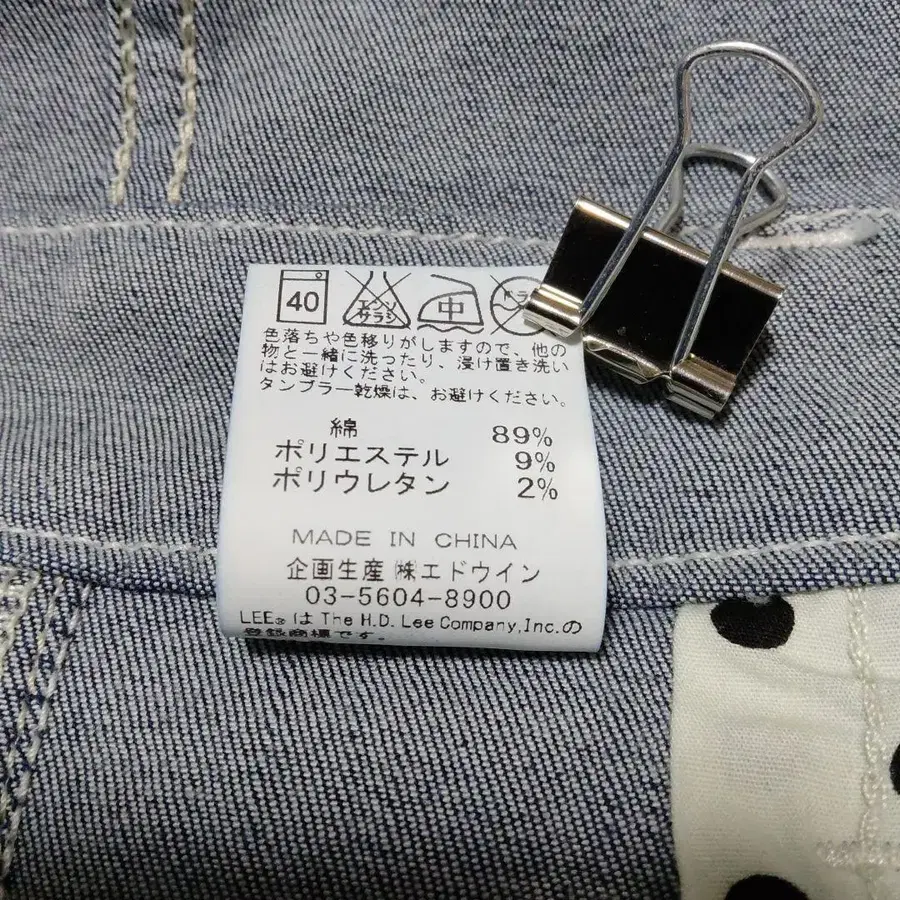 40
エンソ
サラシ
中
ドラ
色落ちや色移りがしますので、他の
物と一緒に洗ったり、浸け置き洗い
はお避けください。
タンブラー乾燥は、お避けください。
綿 89%
ポリエステル 9%
ポリウレタン 2%
MADE IN CHINA
企画生産 ㈱エドウイン
03-5604-8900
LEE®は The H.D. Lee Company,Inc.の
登録商標です。